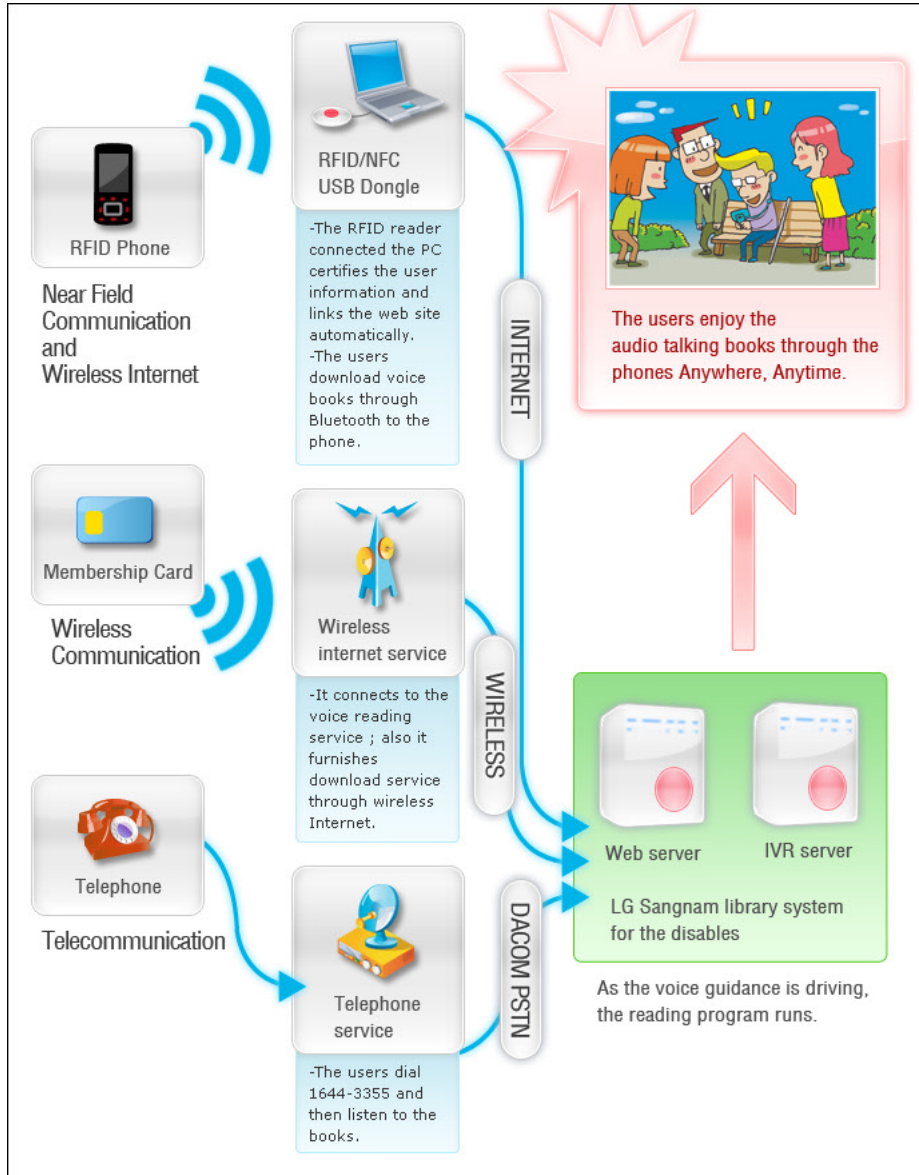 RFID Phone
Near Field
Communication
and
Wireless Internet
RFID/NFC
USB Dongle
-The RFID reader
connected the PC
certifies the user
information and
links the web site
automatically.
-The users
download voice
books through
Bluetooth to the
phone.
INTERNET
The users enjoy the
audio talking books through the
phones Anywhere, Anytime.
Membership Card
Wireless
Communication
Wireless
internet service
-It connects to the
voice reading
service ; also it
furnishes
download service
through wireless
Internet.
WIRELESS
Telephone
Telecommunication
Telephone
service
-The users dial
1644-3355 and
then listen to the
books.
DACOM PSTN
Web server
IVR server
LG Sangnam library system
for the disables
As the voice guidance is driving,
the reading program runs.